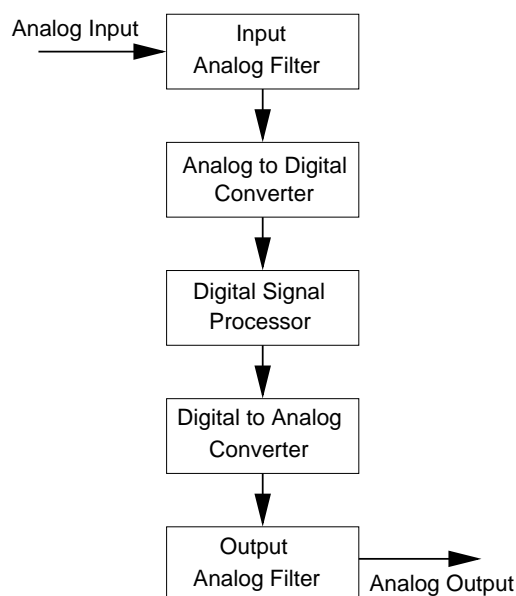 Analog Input
Input
Analog Filter
Analog to Digital
Converter
Digital Signal
Processor
Digital to Analog
Converter
Output
Analog Filter
Analog Output